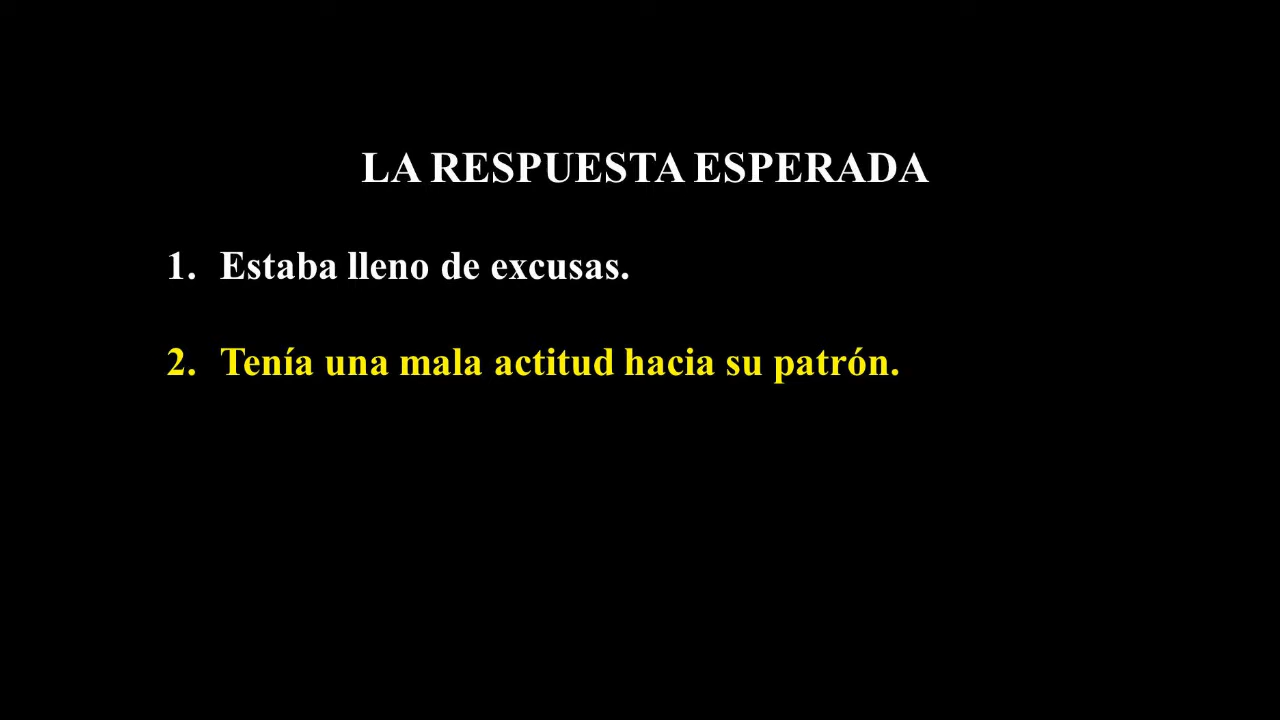 LA RESPUESTA ESPERADA
1. Estaba lleno de excusas.
2. Tenía una mala actitud hacia su patrón.